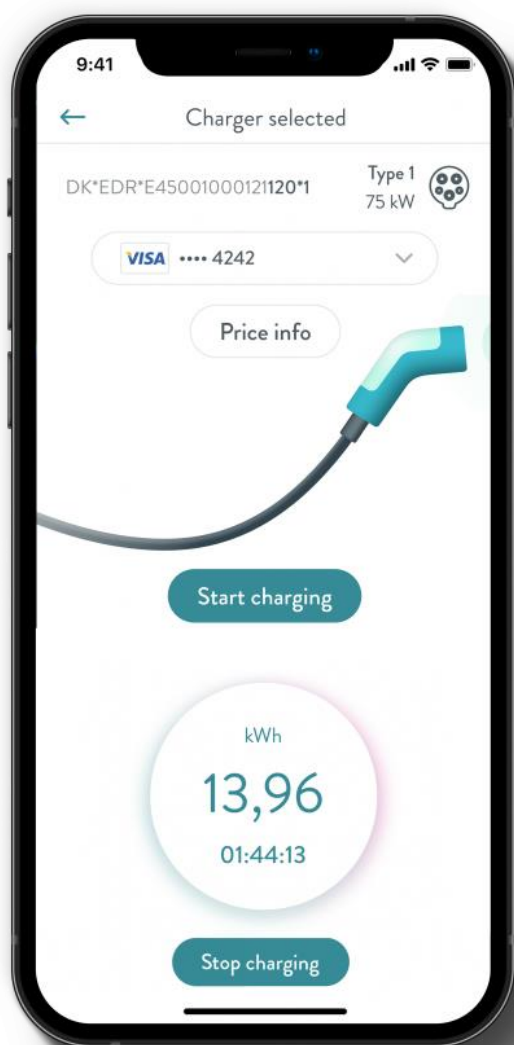 9:41
Charger selected
DK*EDR*E45001000121120*1
Type 1
75 kW
VISA •••• 4242
Price info
Start charging
kWh
13,96
01:44:13
Stop charging